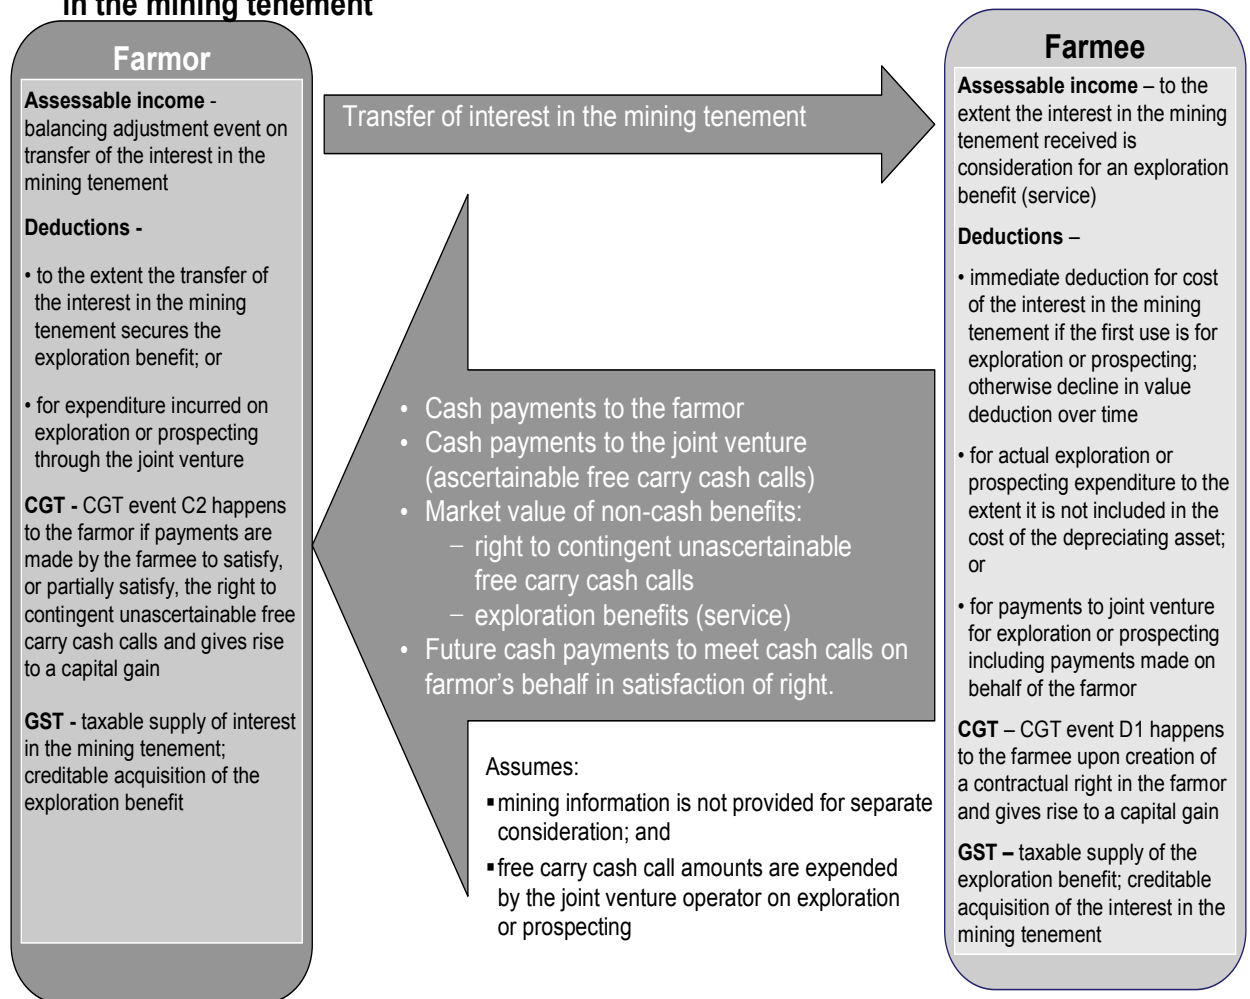 in the mining tenement
Farmor
Assessable income -
balancing adjustment event on
transfer of the interest in the
mining tenement
Deductions -
• to the extent the transfer of
the interest in the mining
tenement secures the
exploration benefit; or
• for expenditure incurred on
exploration or prospecting
through the joint venture
CGT - CGT event C2 happens
to the farmor if payments are
made by the farmee to satisfy,
or partially satisfy, the right to
contingent unascertainable free
carry cash calls and gives rise
to a capital gain
GST - taxable supply of interest
in the mining tenement;
creditable acquisition of the
exploration benefit
Transfer of interest in the mining tenement
• Cash payments to the farmor
• Cash payments to the joint venture
(ascertainable free carry cash calls)
• Market value of non-cash benefits:
– right to contingent unascertainable
free carry cash calls
– exploration benefits (service)
• Future cash payments to meet cash calls on
farmor's behalf in satisfaction of right.
Assumes:
▪mining information is not provided for separate
consideration; and
▪free carry cash call amounts are expended
by the joint venture operator on exploration
or prospecting
Farmee
Assessable income – to the
extent the interest in the mining
tenement received is
consideration for an exploration
benefit (service)
Deductions –
• immediate deduction for cost
of the interest in the mining
tenement if the first use is for
exploration or prospecting;
otherwise decline in value
deduction over time
• for actual exploration or
prospecting expenditure to the
extent it is not included in the
cost of the depreciating asset;
or
• for payments to joint venture
for exploration or prospecting
including payments made on
behalf of the farmor
CGT – CGT event D1 happens
to the farmee upon creation of
a contractual right in the farmor
and gives rise to a capital gain
GST – taxable supply of the
exploration benefit; creditable
acquisition of the interest in the
mining tenement